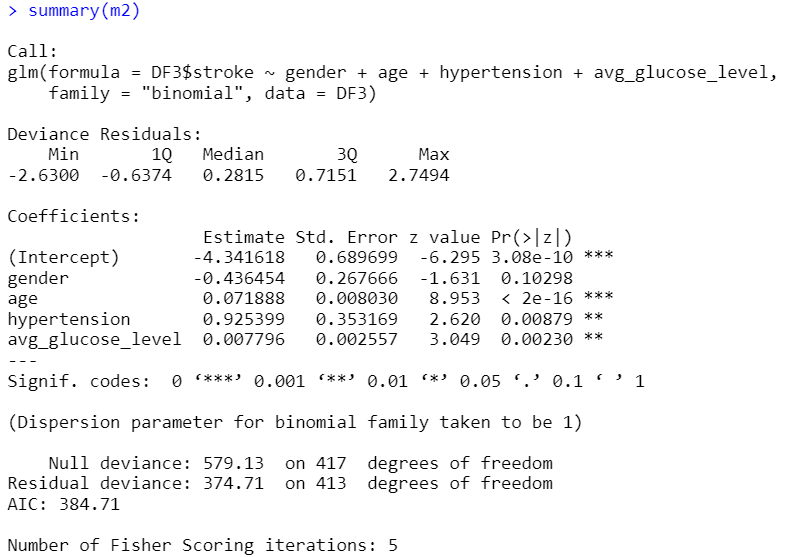 > summary(m2)
Call:
glm(formula = DF3$stroke ~ gender + age + hypertension + avg_glucose_level,
    family = "binomial", data = DF3)
Deviance Residuals:
    Min       1Q   Median       3Q      Max
-2.6300  -0.6374   0.2815   0.7151   2.7494
Coefficients:
                   Estimate Std. Error z value Pr(>|z|)
(Intercept)       -4.341618   0.689699  -6.295 3.08e-10 ***
gender            -0.436454   0.267666  -1.631  0.10298
age                0.071888   0.008030   8.953  < 2e-16 ***
hypertension       0.925399   0.353169   2.620  0.00879 **
avg_glucose_level  0.007796   0.002557   3.049  0.00230 **
---
Signif. codes:  0 ‘***’ 0.001 ‘**’ 0.01 ‘*’ 0.05 ‘.’ 0.1 ‘ ’ 1
(Dispersion parameter for binomial family taken to be 1)
    Null deviance: 579.13  on 417  degrees of freedom
Residual deviance: 374.71  on 413  degrees of freedom
AIC: 384.71
Number of Fisher Scoring iterations: 5